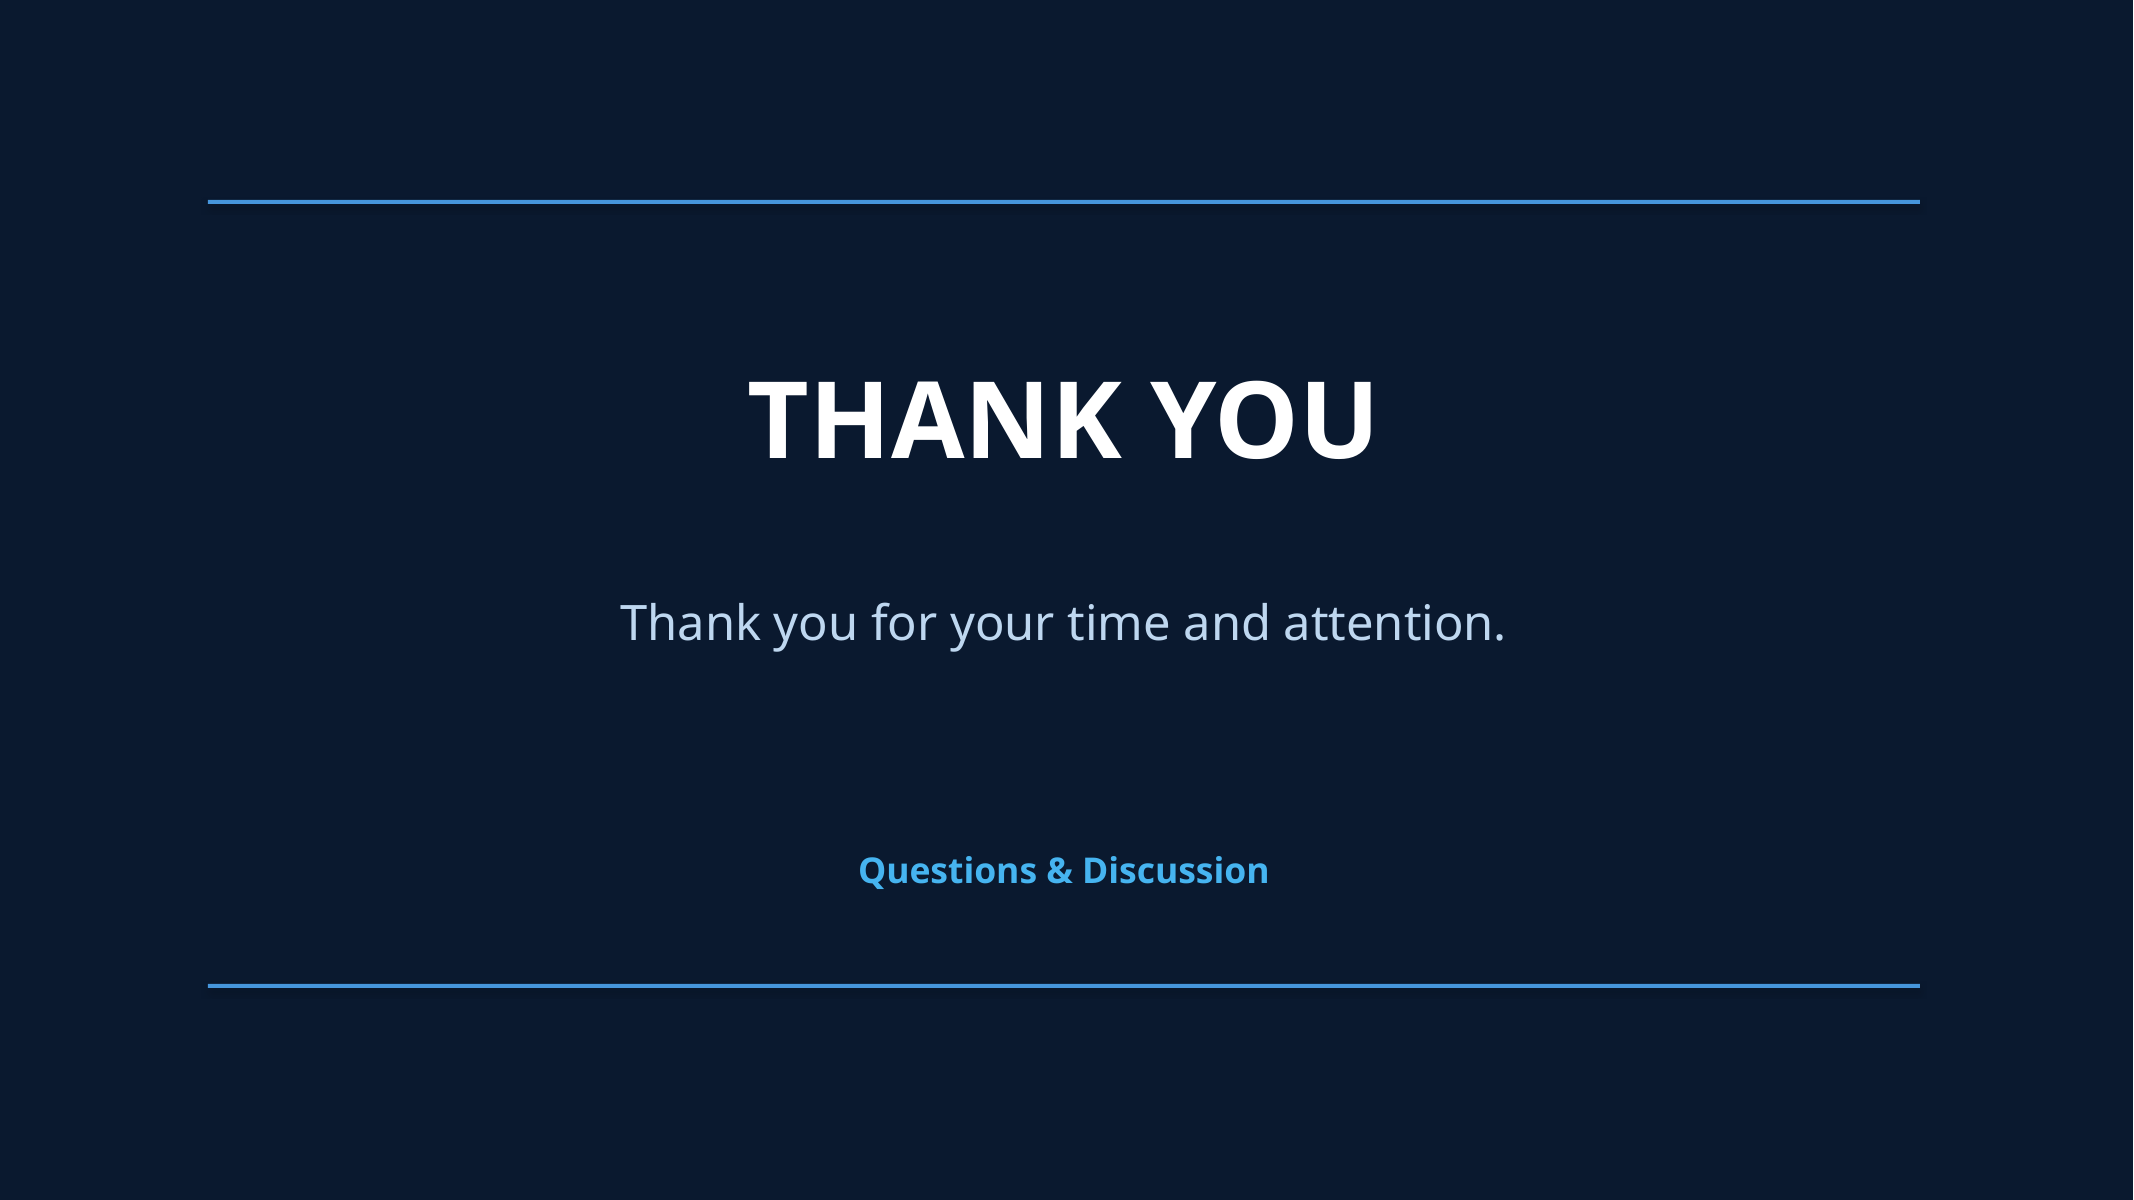 THANK YOU
Thank you for your time and attention.
Questions & Discussion